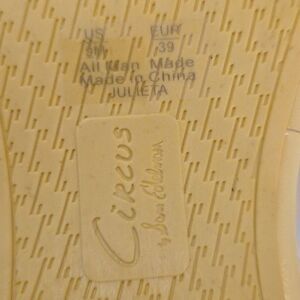 US EUR
39
All Man Made
Made in China
JULIETA
CIRCUS
by Sam Edelman